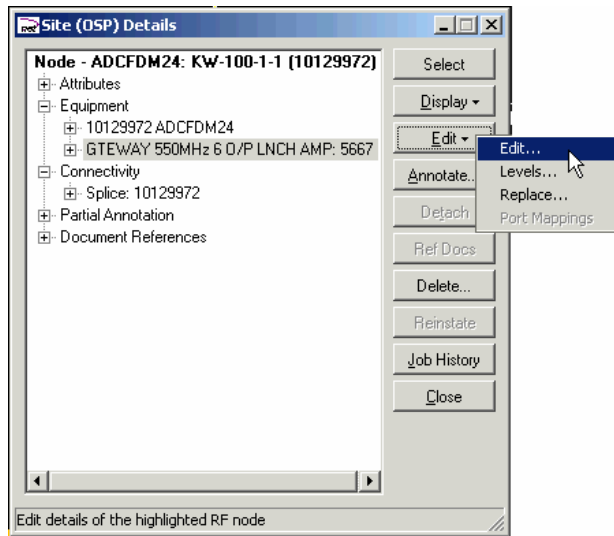 Site (OSP) Details
Node - ADCFDM24: KW-100-1-1 (10129972)
Attributes
Equipment
10129972 ADCFDM24
GTEWAY 550MHz 6 O/P LNCH AMP: 5667
Connectivity
Splice: 10129972
Partial Annotation
Document References
Select
Display
Edit
Annotate..
Detach
Ref Docs
Delete...
Reinstate
Job History
Close
Edit...
Levels...
Replace...
Port Mappings
Edit details of the highlighted RF node